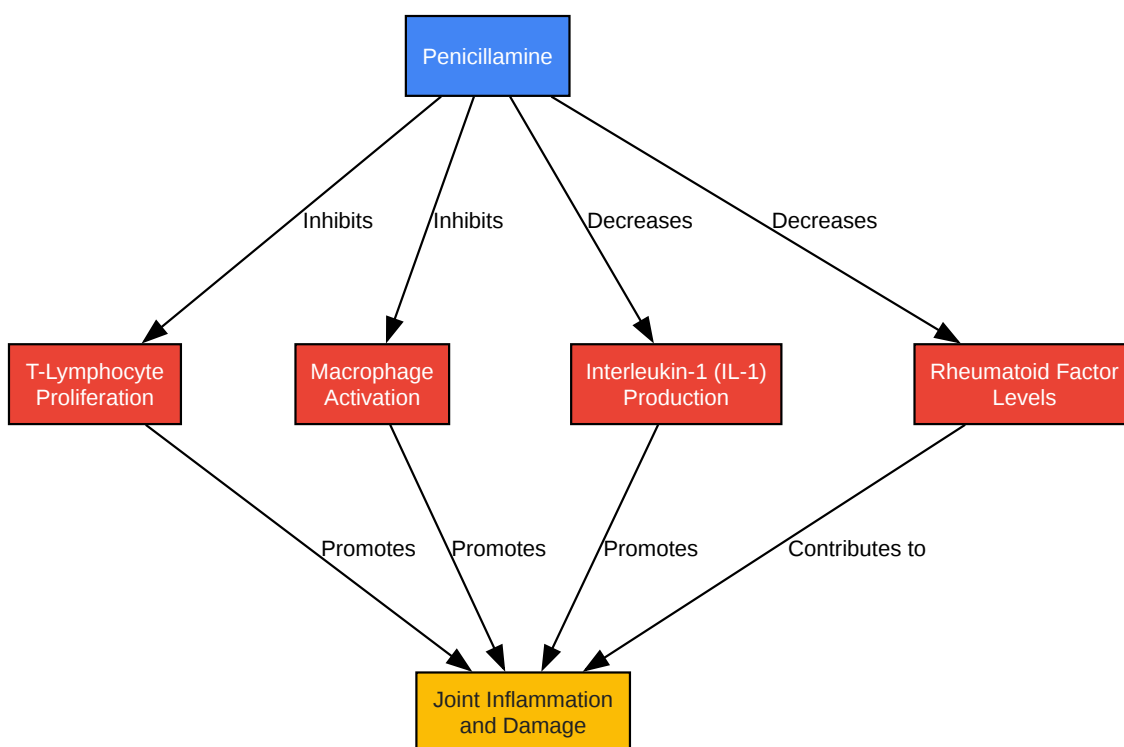 Penicillamine
Inhibits
Inhibits
Decreases
Decreases
T-Lymphocyte
Proliferation
Macrophage
Activation
Interleukin-1 (IL-1)
Production
Rheumatoid Factor
Levels
Promotes
Promotes
Promotes
Contributes to
Joint Inflammation
and Damage